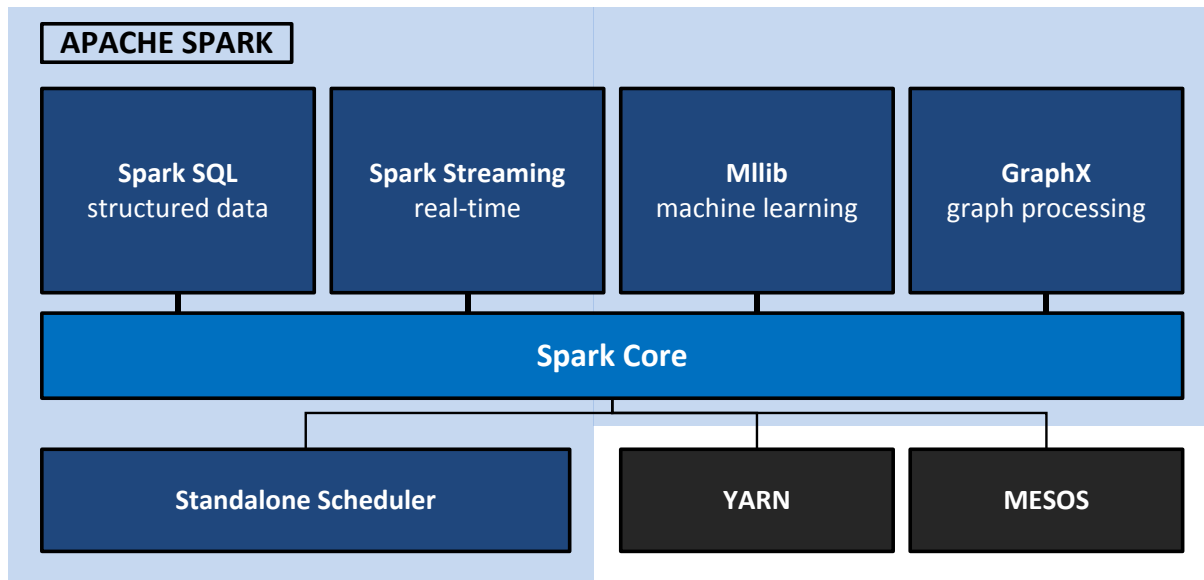 APACHE SPARK
Spark SQL
structured data
Spark Streaming
real-time
Mllib
machine learning
GraphX
graph processing
Spark Core
Standalone Scheduler
YARN
MESOS